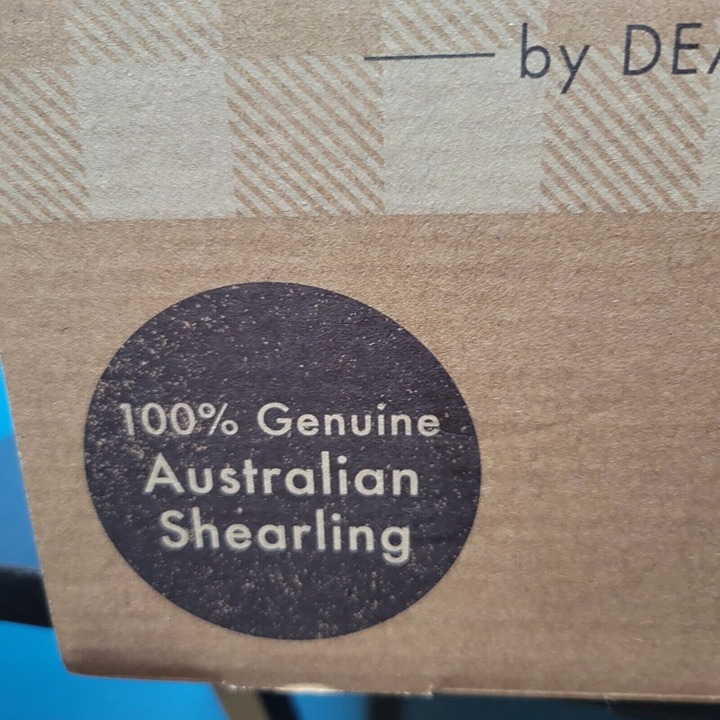 by
100% Genuine
Australian
Shearling